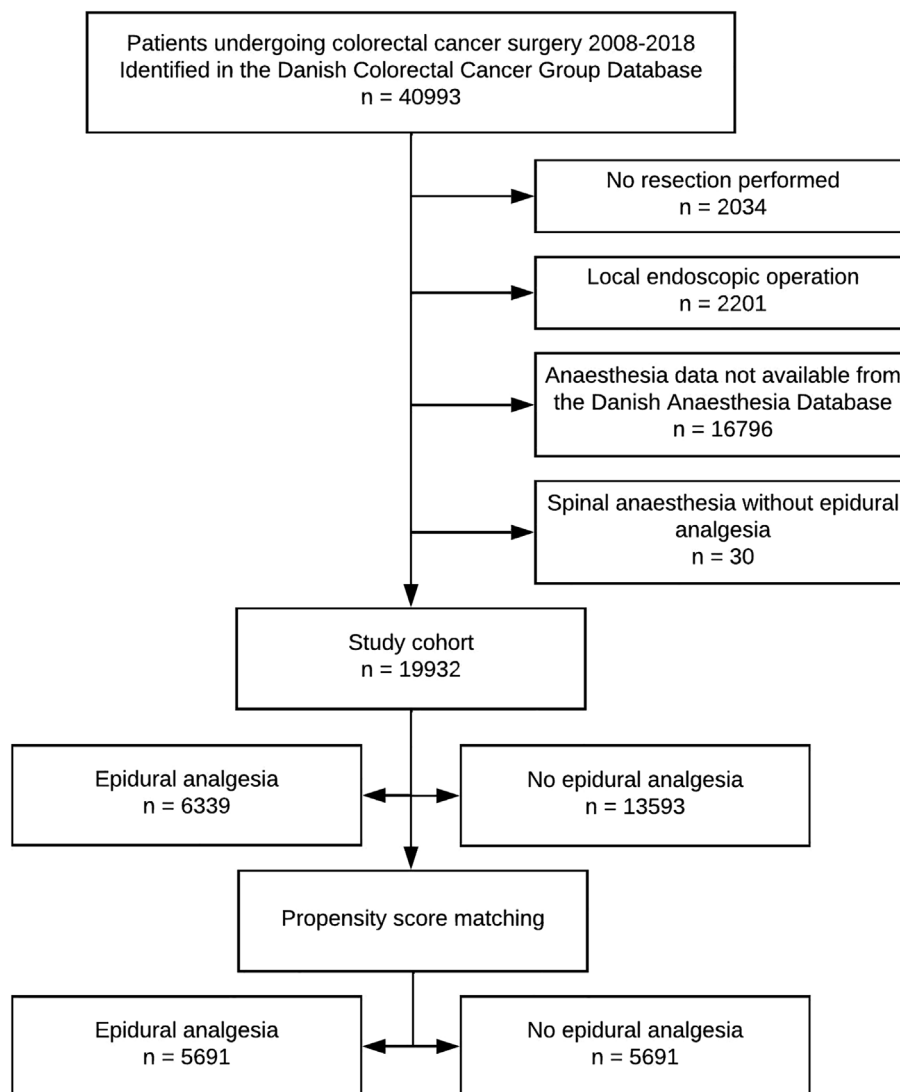 Patients undergoing colorectal cancer surgery 2008-2018
Identified in the Danish Colorectal Cancer Group Database
n = 40993
No resection performed
n = 2034
Local endoscopic operation
n = 2201
Anaesthesia data not available from
the Danish Anaesthesia Database
n = 16796
Spinal anaesthesia without epidural
analgesia
n = 30
Study cohort
n = 19932
Epidural analgesia
n = 6339
No epidural analgesia
n = 13593
Propensity score matching
Epidural analgesia
n = 5691
No epidural analgesia
n = 5691